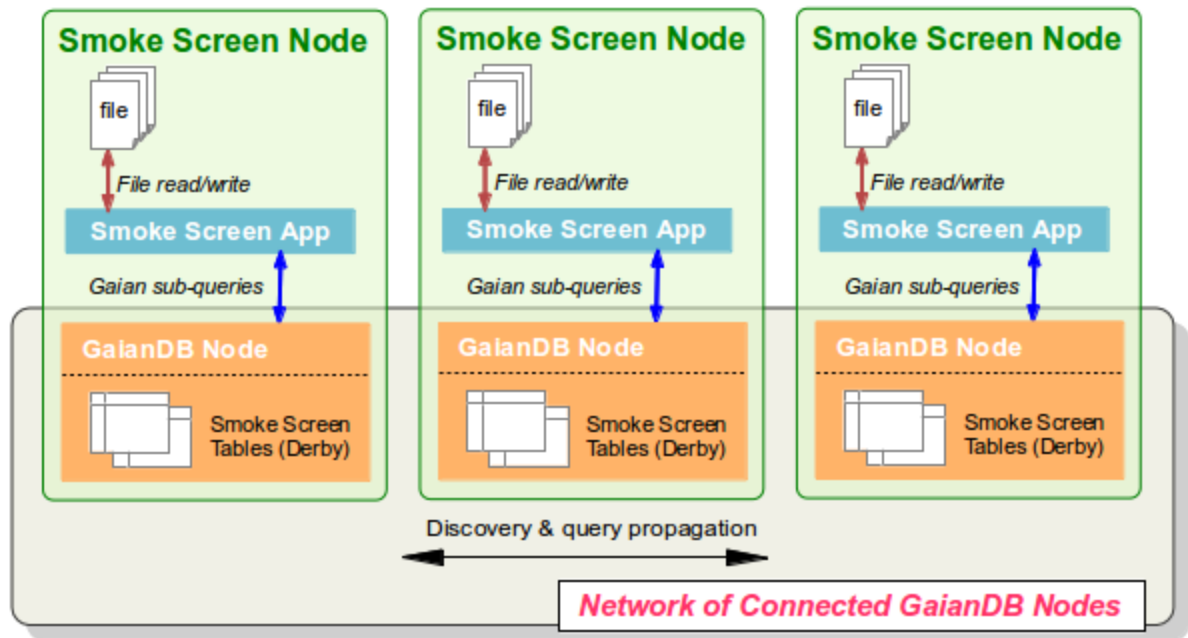 Smoke Screen Node
file
File read/write
Smoke Screen App
Gaian sub-queries
GaianDB Node
Smoke Screen
Tables (Derby)
Smoke Screen Node
file
File read/write
Smoke Screen App
Gaian sub-queries
GaianDB Node
Smoke Screen
Tables (Derby)
Smoke Screen Node
file
File read/write
Smoke Screen App
Gaian sub-queries
GaianDB Node
Smoke Screen
Tables (Derby)
Discovery & query propagation
Network of Connected GaianDB Nodes